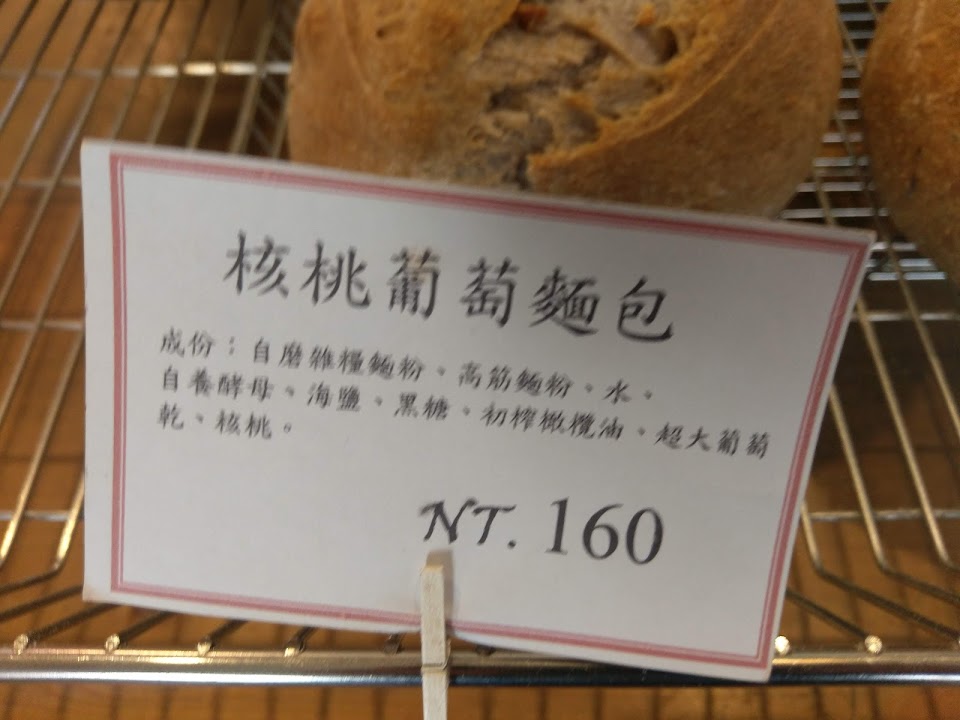 核桃葡萄麵包
成份：自磨雜糧麵粉、高筋麵粉、水、
自養酵母、海鹽、黑糖、初榨橄欖油、超大葡萄
乾、核桃。
NT. 160